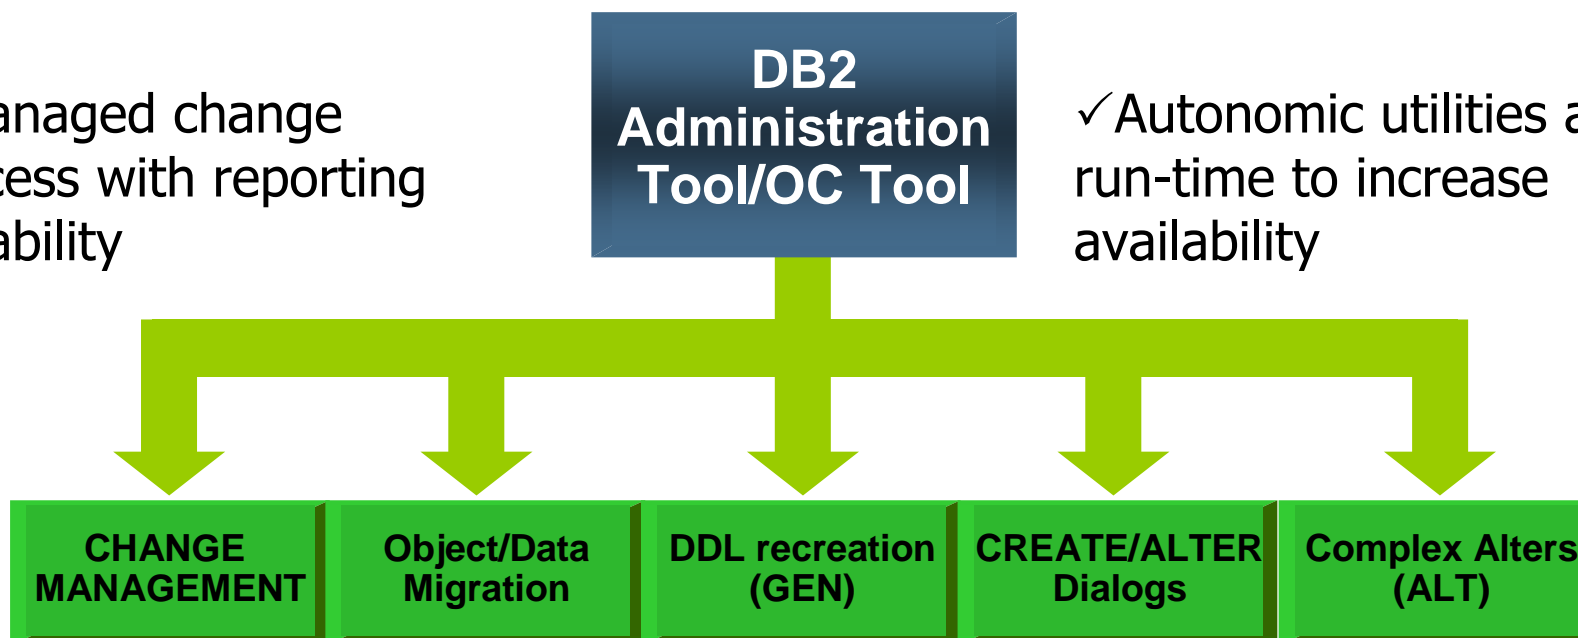 anaged change
cess with reporting
ability
DB2
Administration
Tool/OC Tool
✓Autonomic utilities a
run-time to increase
availability
CHANGE
MANAGEMENT
Object/Data
Migration
DDL recreation
(GEN)
CREATE/ALTER
Dialogs
Complex Alters
(ALT)